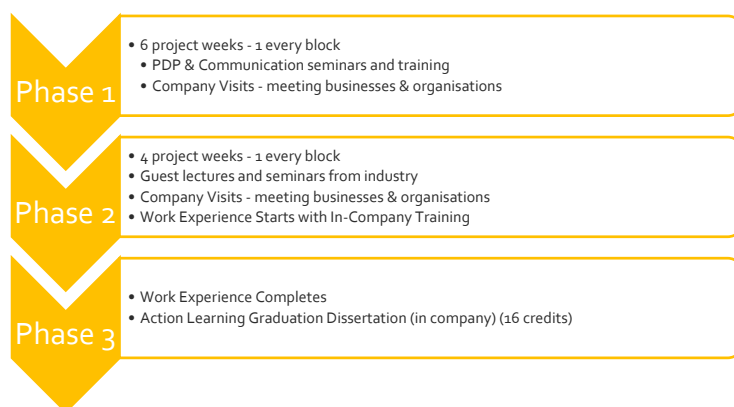 Phase 1
• 6 project weeks - 1 every block
• PDP & Communication seminars and training
• Company Visits - meeting businesses & organisations
Phase 2
• 4 project weeks - 1 every block
• Guest lectures and seminars from industry
• Company Visits - meeting businesses & organisations
• Work Experience Starts with In-Company Training
Phase 3
• Work Experience Completes
• Action Learning Graduation Dissertation (in company) (16 credits)